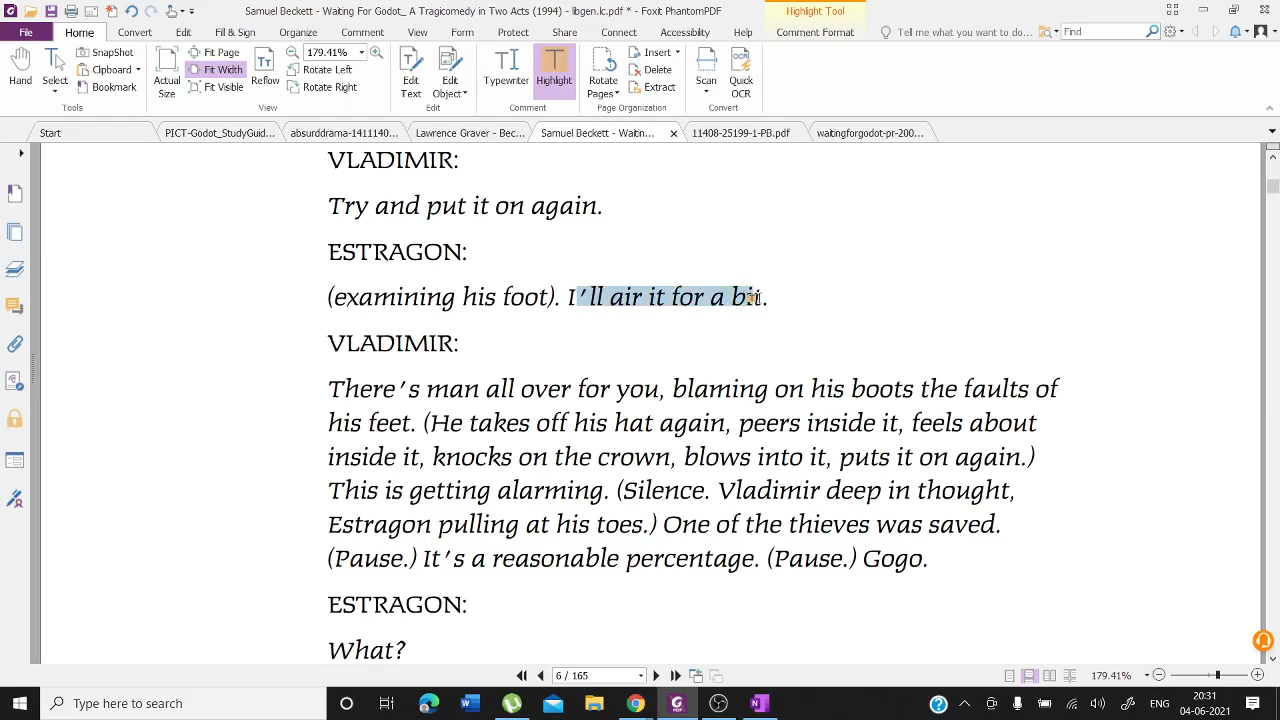 Samuel Beckett - Waiting For Godot_ A Tragicomedy in Two Acts (1994) - libgen.lc.pdf * - Foxit PhantomPDF
Highlight Tool
File Home Convert Edit Fill & Sign Organize Comment View Form Protect Share Connect Accessibility Help Comment Format Tell me what you want to do... Find
Hand
Select
SnapShot
Clipboard
Bookmark
Actual Size
Fit Page
Fit Width
Fit Visible
Reflow
179.41%
Rotate Left
Rotate Right
Edit Text
Edit Object
Typewriter
Highlight
Rotate Pages
Insert
Delete
Extract
Scan
Quick OCR
Tools View Edit Comment Page Organization Convert
Start PICT-Godot_StudyGuid... absurddrama-1411140... Lawrence Graver - Bec... Samuel Beckett - Waitin... 11408-25199-1-PB.pdf waitingforgodot-pr-200...
VLADIMIR:
Try and put it on again.
ESTRAGON:
(examining his foot). I'll air it for a bit.
VLADIMIR:
There's man all over for you, blaming on his boots the faults of
his feet. (He takes off his hat again, peers inside it, feels about
inside it, knocks on the crown, blows into it, puts it on again.)
This is getting alarming. (Silence. Vladimir deep in thought,
Estragon pulling at his toes.) One of the thieves was saved.
(Pause.) It's a reasonable percentage. (Pause.) Gogo.
ESTRAGON:
What?
6 / 165
179.41%
Type here to search
ENG
20:31
04-06-2021